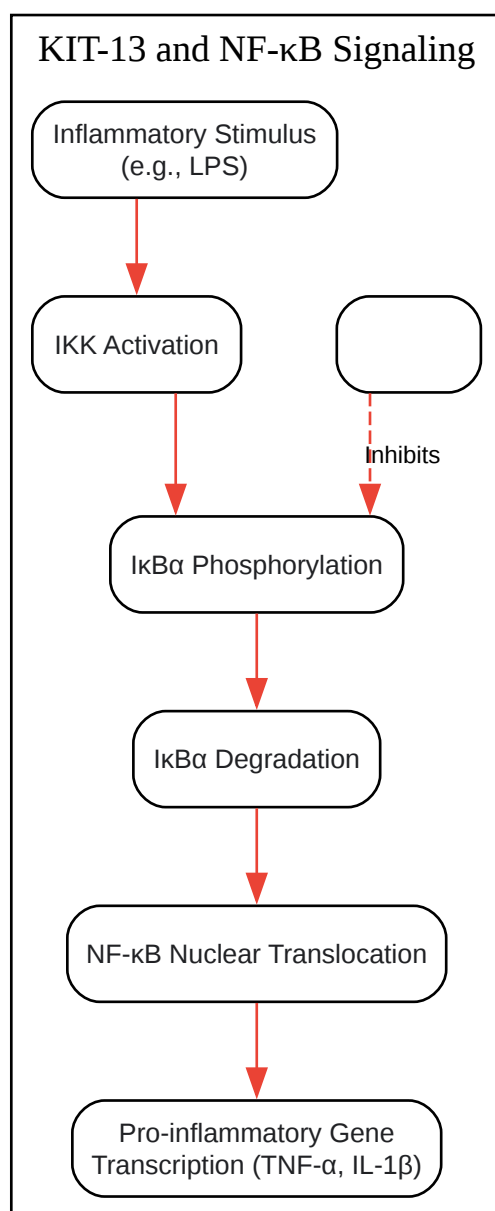 KIT-13 and NF-κB Signaling
Inflammatory Stimulus
(e.g., LPS)
IKK Activation
Inhibits
IκBα Phosphorylation
IκBα Degradation
NF-κB Nuclear Translocation
Pro-inflammatory Gene
Transcription (TNF-α, IL-1β)